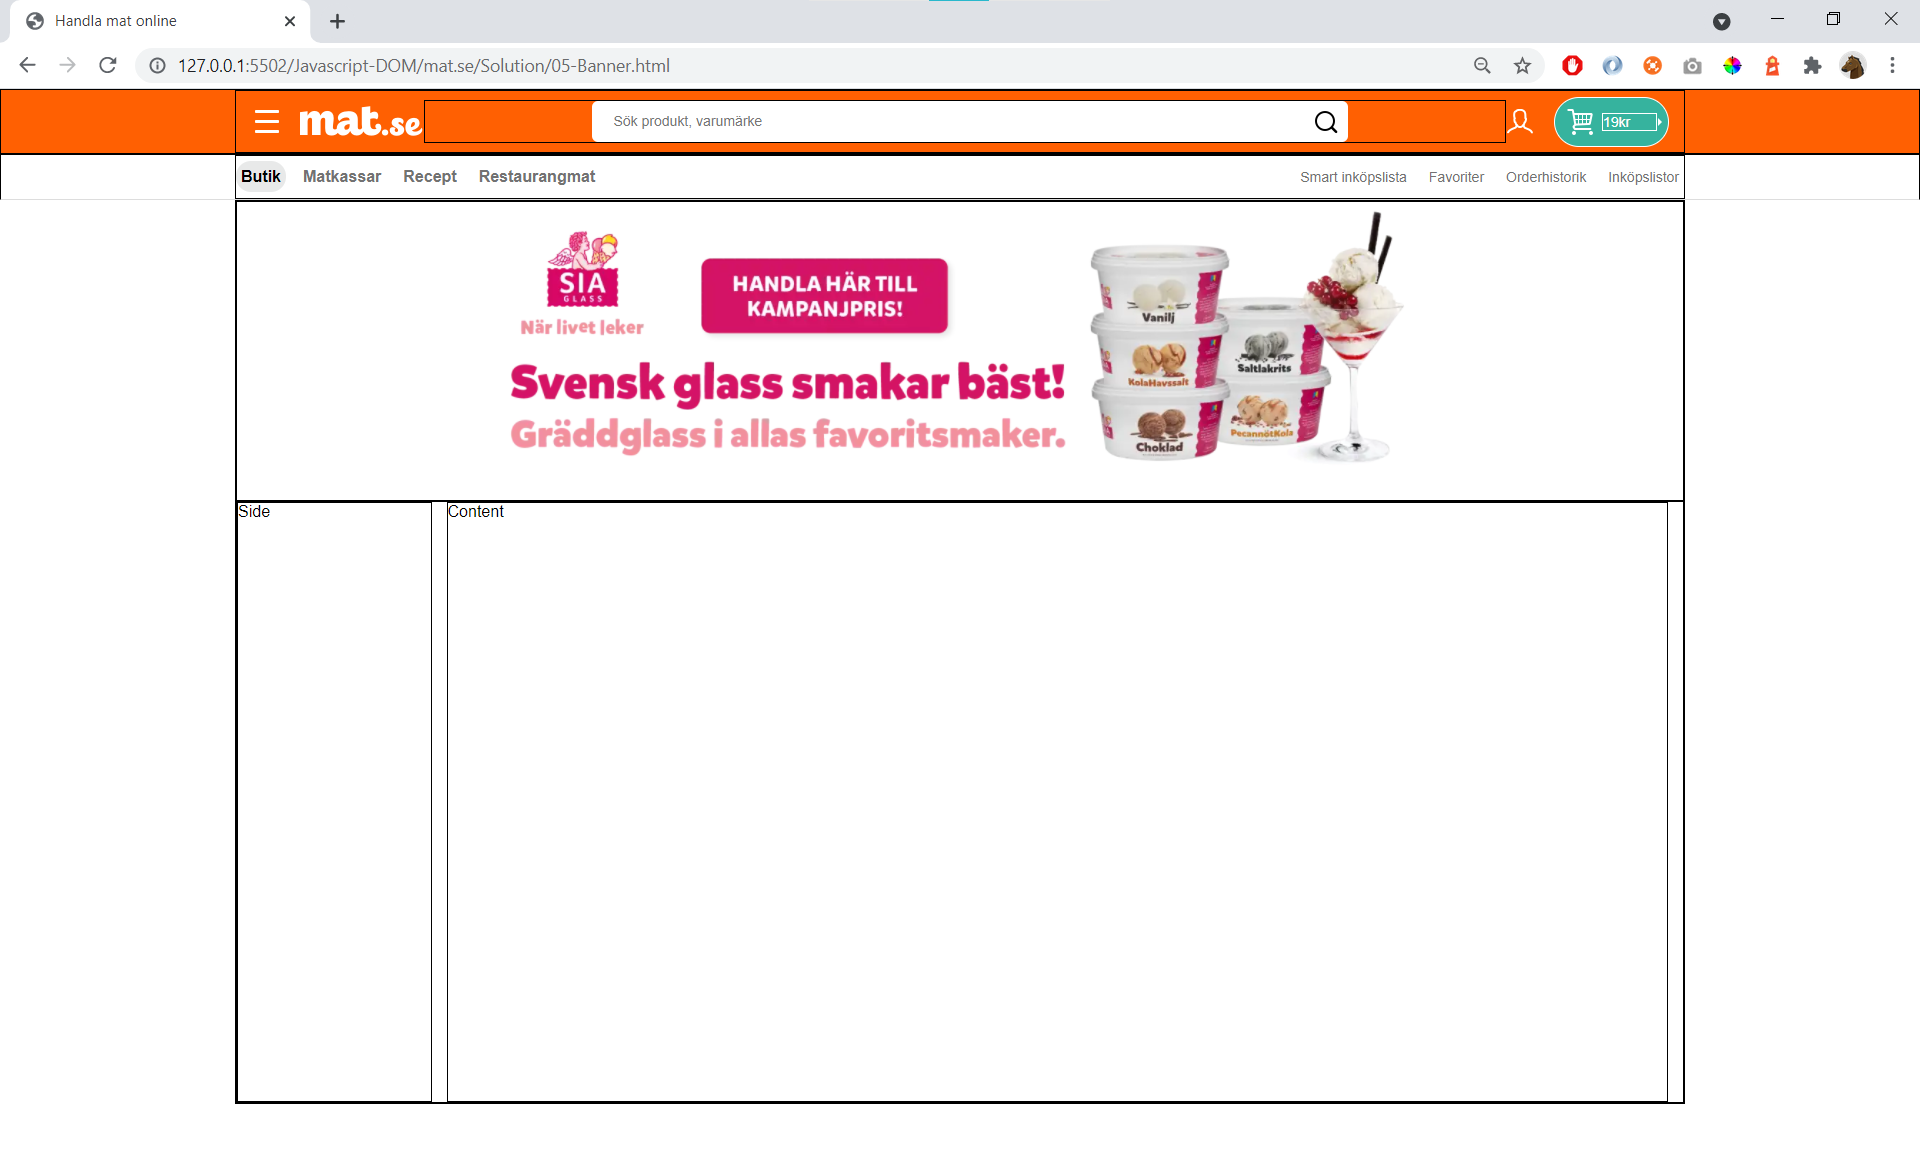 Handla mat online
127.0.0.1:5502/Javascript-DOM/mat.se/Solution/05-Banner.html
mat.se
Sök produkt, varumärke
19kr
Butik
Matkassar
Recept
Restaurangmat
Smart inköpslista
Favoriter
Orderhistorik
Inköpslistor
SIA
GLASS
När livet leker
HANDLA HÄR TILL
KAMPANJPRIS!
Svensk glass smakar bäst!
Gräddglass i allas favoritsmaker.
Vanilj
KolaHavssalt
Saltlakrits
Choklad
PecannötKola
Side
Content